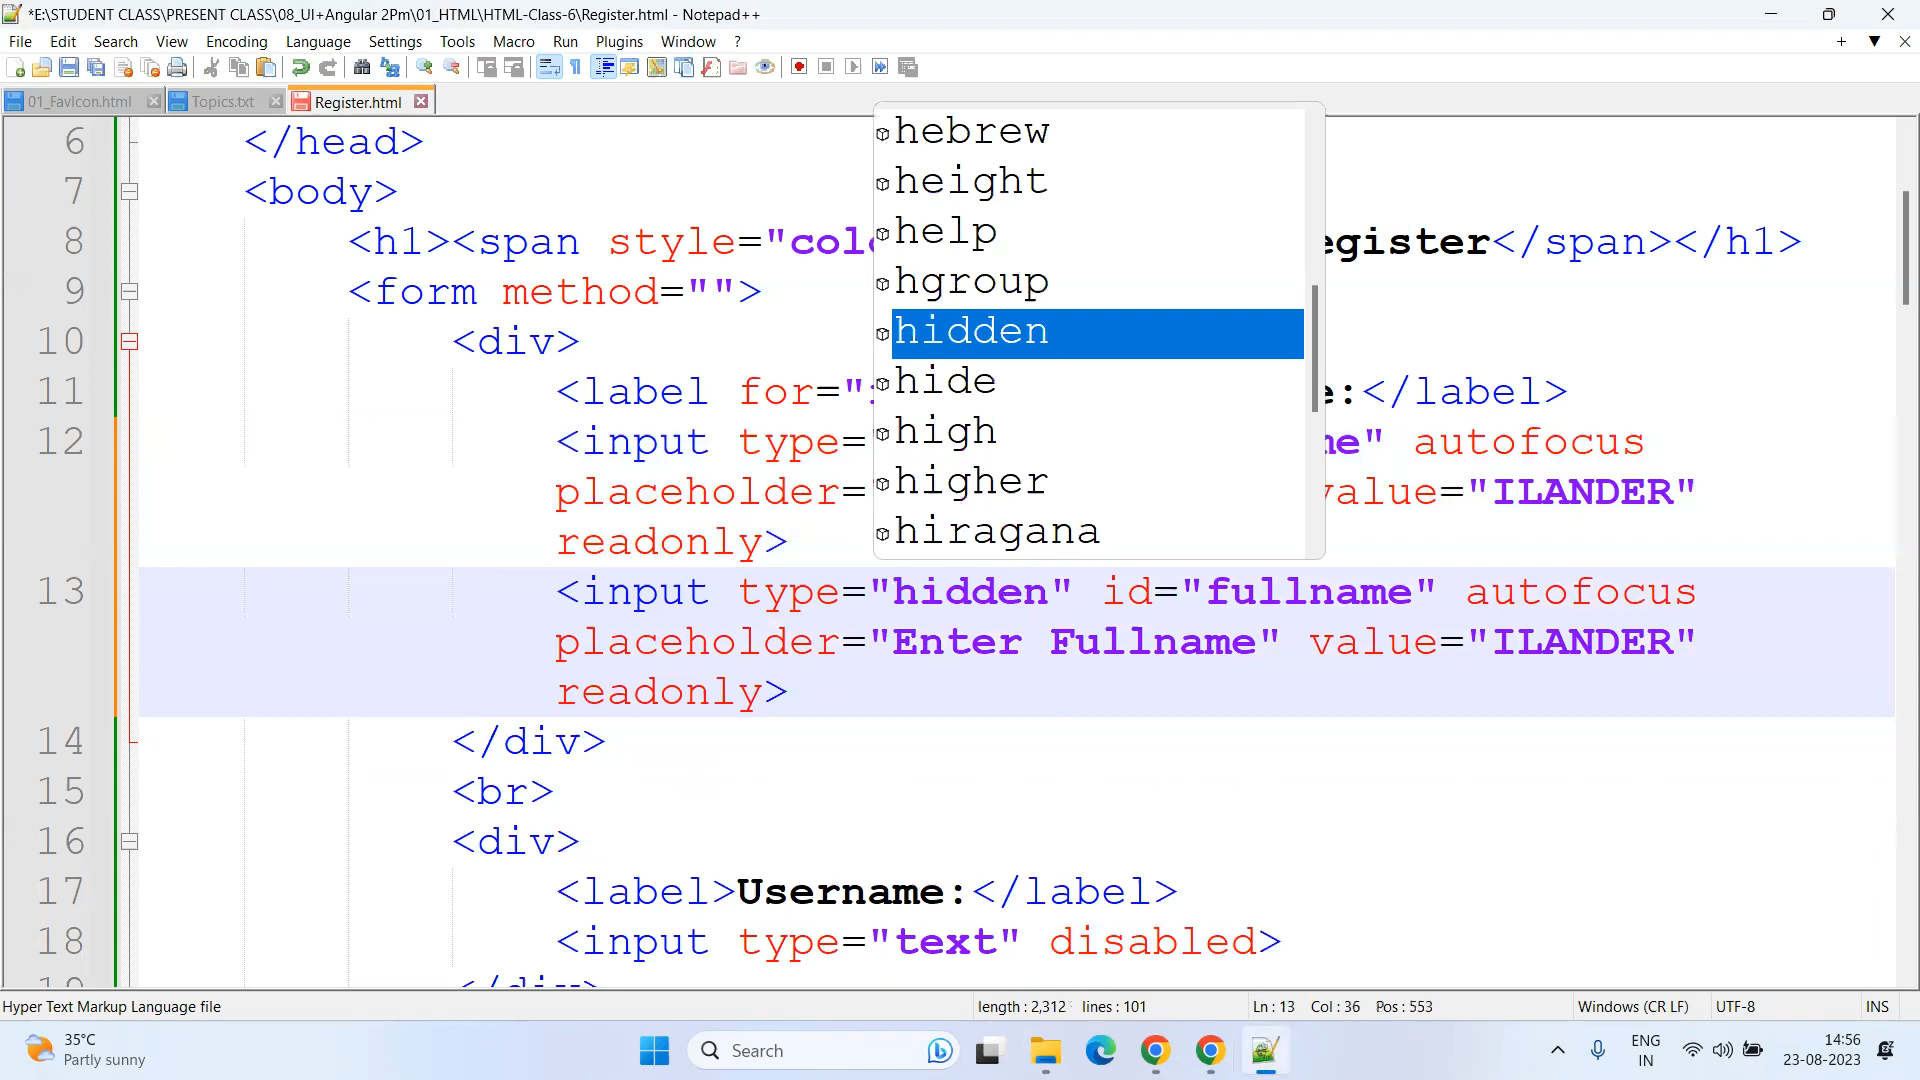 *E:\STUDENT CLASS\PRESENT CLASS\08_UI+Angular 2Pm\01_HTML\HTML-Class-6\Register.html - Notepad++
File Edit Search View Encoding Language Settings Tools Macro Run Plugins Window ?
01_FavIcon.html Topics.txt Register.html
6 </head>
7 <body>
8 <h1><span style="col egister</span></h1>
9 <form method="">
10 <div>
11 <label for=" e:</label>
12 <input type= me" autofocus
placeholder= value="ILANDER"
readonly>
hebrew
height
help
hgroup
hidden
hide
high
higher
hiragana
13 <input type="hidden" id="fullname" autofocus
placeholder="Enter Fullname" value="ILANDER"
readonly>
14 </div>
15 <br>
16 <div>
17 <label>Username:</label>
18 <input type="text" disabled>
Hyper Text Markup Language file length : 2,312 lines : 101 Ln : 13 Col : 36 Pos : 553 Windows (CR LF) UTF-8 INS
35°C
Partly sunny
Search
ENG
IN
14:56
23-08-2023